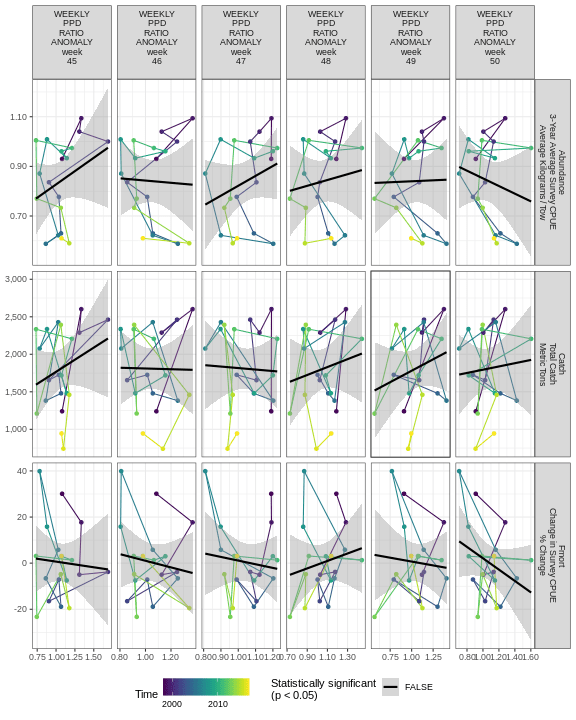 WEEKLY WEEKLY WEEKLY WEEKLY WEEKLY WEEKLY
PPD PPD PPD PPD PPD PPD
RATIO RATIO RATIO RATIO RATIO RATIO
ANOMALY ANOMALY ANOMALY ANOMALY ANOMALY ANOMALY
week week week week week week
45 46 47 48 49 50
1.10
0.90
0.70
Abundance
3-Year Average Survey CPUE
Average Kilograms / Tow
3,000
2,500
2,000
1,500
1,000
Catch
Total Catch
Metric Tons
40
20
0
-20
Fmort
Change in Survey CPUE
% Change
0.75 1.00 1.25 1.50 0.80 1.00 1.20 0.80 0.90 1.00 1.10 1.20 0.70 0.90 1.10 1.30 0.75 1.00 1.25 0.80 1.00 1.20 1.40 1.60
Time
2000 2010
Statistically significant
(p < 0.05)
FALSE